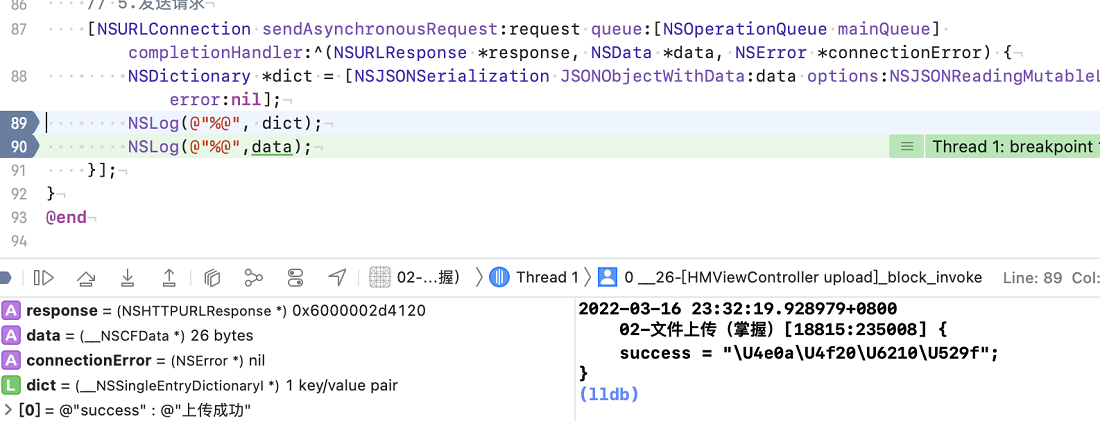 86 // 5.发送请求
87 [NSURLConnection sendAsynchronousRequest:request queue:[NSOperationQueue mainQueue]
completionHandler:^(NSURLResponse *response, NSData *data, NSError *connectionError) {
88 NSDictionary *dict = [NSJSONSerialization JSONObjectWithData:data options:NSJSONReadingMutableL
error:nil];
89 NSLog(@"%@", dict);
90 NSLog(@"%@",data); Thread 1: breakpoint 1
91 }];
92 }
93 @end
94
02-...握) Thread 1 0 __26-[HMViewController upload]_block_invoke Line: 89 Col:
A response = (NSHTTPURLResponse *) 0x6000002d4120
A data = (__NSCFData *) 26 bytes
A connectionError = (NSError *) nil
L dict = (__NSSingleEntryDictionaryI *) 1 key/value pair
[0] = @"success" : @"上传成功"
2022-03-16 23:32:19.928979+0800
02-文件上传（掌握）[18815:235008] {
success = "\U4e0a\U4f20\U6210\U529f";
}
(lldb)